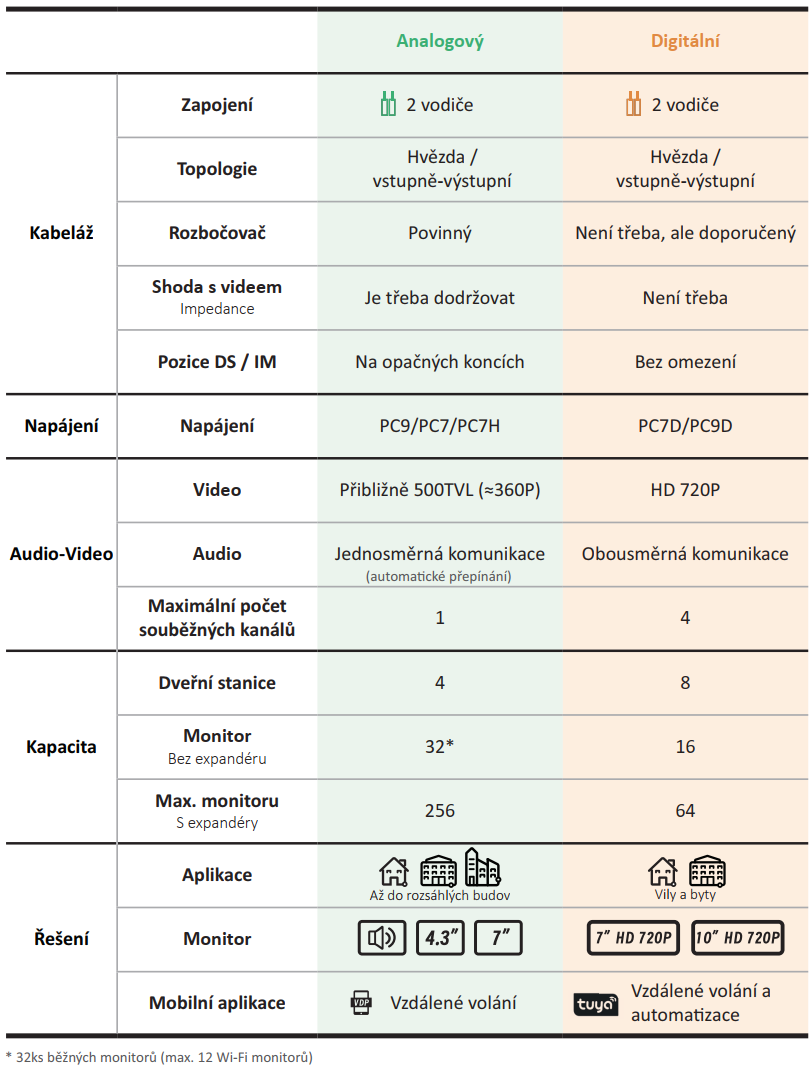 Analogový Digitální
Zapojení 2 vodiče 2 vodiče
Topologie Hvězda / Hvězda /
vstupně-výstupní vstupně-výstupní
Kabeláž Rozbočovač Povinný Není třeba, ale doporučený
Shoda s videem Je třeba dodržovat Není třeba
Impedance
Pozice DS / IM Na opačných koncích Bez omezení
Napájení Napájení PC9/PC7/PC7H PC7D/PC9D
Video Přibližně 500TVL (≈360P) HD 720P
Audio-Video Audio Jednosměrná komunikace Obousměrná komunikace
(automatické přepínání)
Maximální počet
souběžných kanálů 1 4
Dveřní stanice 4 8
Kapacita Monitor 32* 16
Bez expandéru
Max. monitoru 256 64
S expandéry
Aplikace
Až do rozsáhlých budov Vily a byty
Řešení Monitor 4.3” 7” 7” HD 720P 10” HD 720P
Mobilní aplikace VDP Vzdálené volání tuya Vzdálené volání a
automatizace
* 32ks běžných monitorů (max. 12 Wi-Fi monitorů)